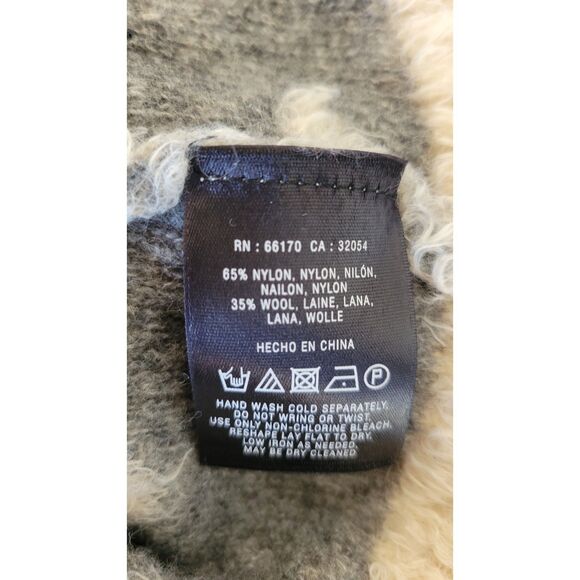 RN : 66170 CA : 32054
65% NYLON, NYLON, NILÓN,
NAILON, NYLON
35% WOOL, LAINE, LANA,
LANA, WOLLE
HECHO EN CHINA
P
HAND WASH COLD SEPARATELY.
DO NOT WRING OR TWIST.
USE ONLY NON-CHLORINE BLEACH.
RESHAPE LAY FLAT TO DRY.
LOW IRON AS NEEDED.
MAY BE DRY CLEANED